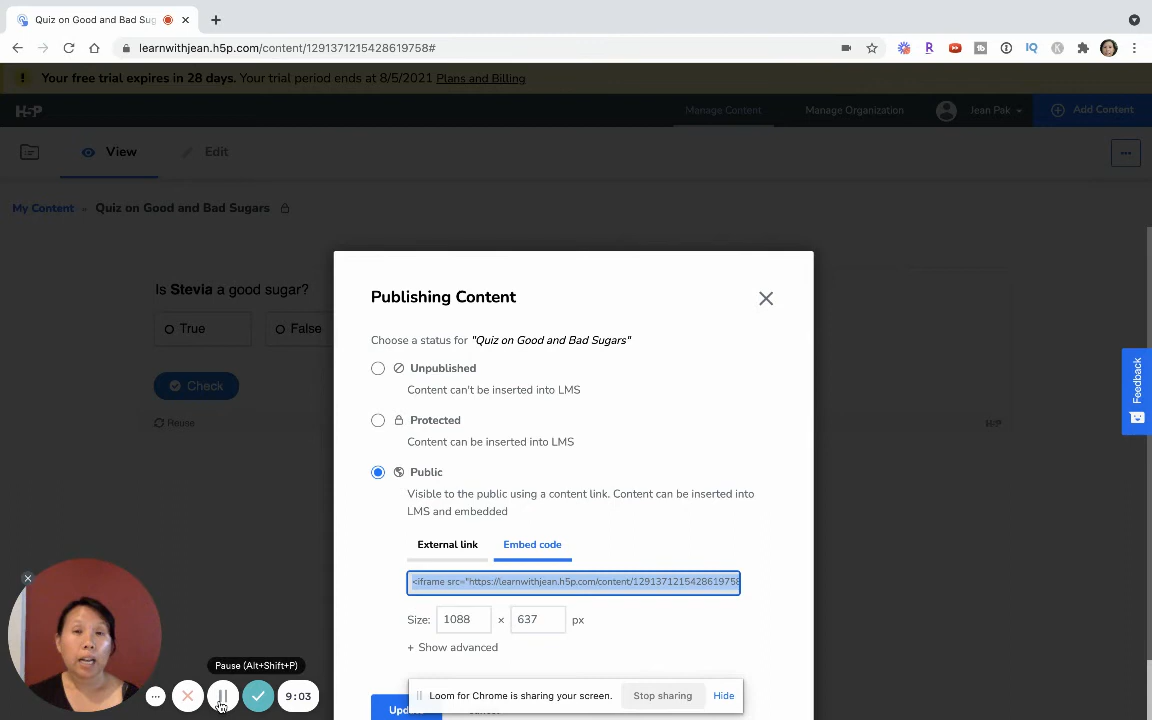 Quiz on Good and Bad Sug
learnwithjean.h5p.com/content/1291371215428619758#
Your free trial expires in 28 days. Your trial period ends at 8/5/2021 Plans and Billing
H5P
Manage Content
Manage Organization
Jean Pak
Add Content
View
Edit
My Content
Quiz on Good and Bad Sugars
Is Stevia a good sugar?
True
False
Check
Reuse
H5P
Feedback
Publishing Content
Choose a status for "Quiz on Good and Bad Sugars"
Unpublished
Content can't be inserted into LMS
Protected
Content can be inserted into LMS
Public
Visible to the public using a content link. Content can be inserted into
LMS and embedded
External link
Embed code
<iframe src="https://learnwithjean.h5p.com/content/1291371215428619758
Size: 1088 × 637 px
+ Show advanced
Pause (Alt+Shift+P)
9:03
Loom for Chrome is sharing your screen.
Stop sharing
Hide